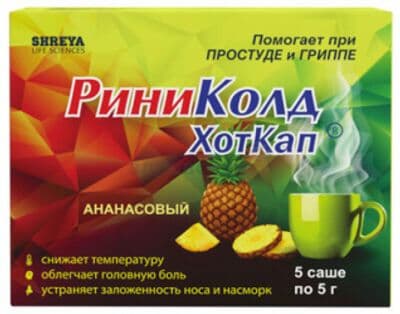 SHREYA
LIFE SCIENCES
Помогает при
ПРОСТУДЕ и ГРИППЕ
РиниКолд
ХотКап ®
АНАНАСОВЫЙ
снижает температуру
облегчает головную боль
устраняет заложенность носа и насморк
5 саше
по 5 г